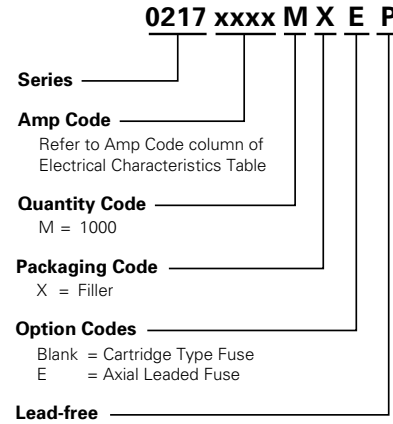 0217 xxxx M X E P
Series
Amp Code
Refer to Amp Code column of
Electrical Characteristics Table
Quantity Code
M = 1000
Packaging Code
X = Filler
Option Codes
Blank = Cartridge Type Fuse
E = Axial Leaded Fuse
Lead-free